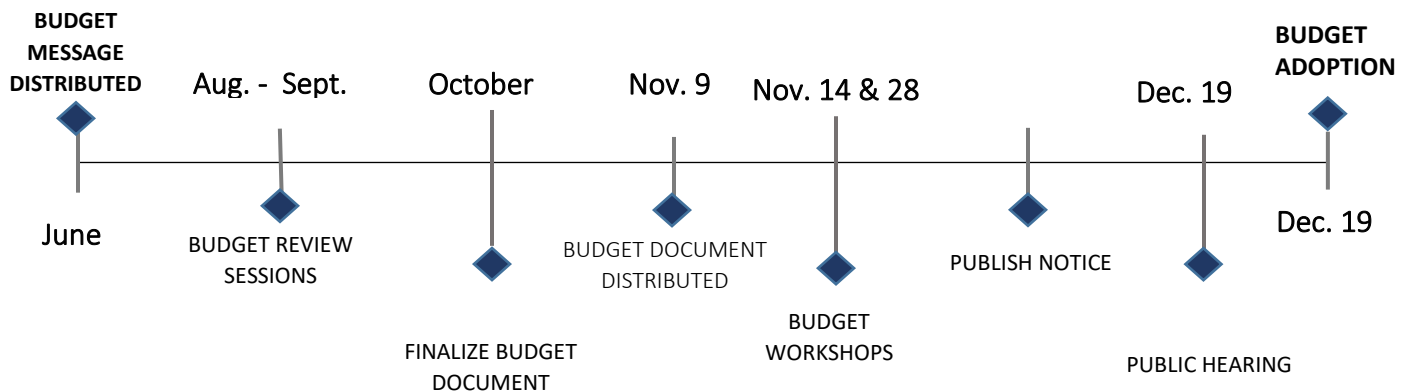 BUDGET
MESSAGE
DISTRIBUTED
June
Aug. - Sept.
BUDGET REVIEW
SESSIONS
October
FINALIZE BUDGET
DOCUMENT
Nov. 9
BUDGET DOCUMENT
DISTRIBUTED
Nov. 14 & 28
BUDGET
WORKSHOPS
PUBLISH NOTICE
Dec. 19
PUBLIC HEARING
BUDGET
ADOPTION
Dec. 19